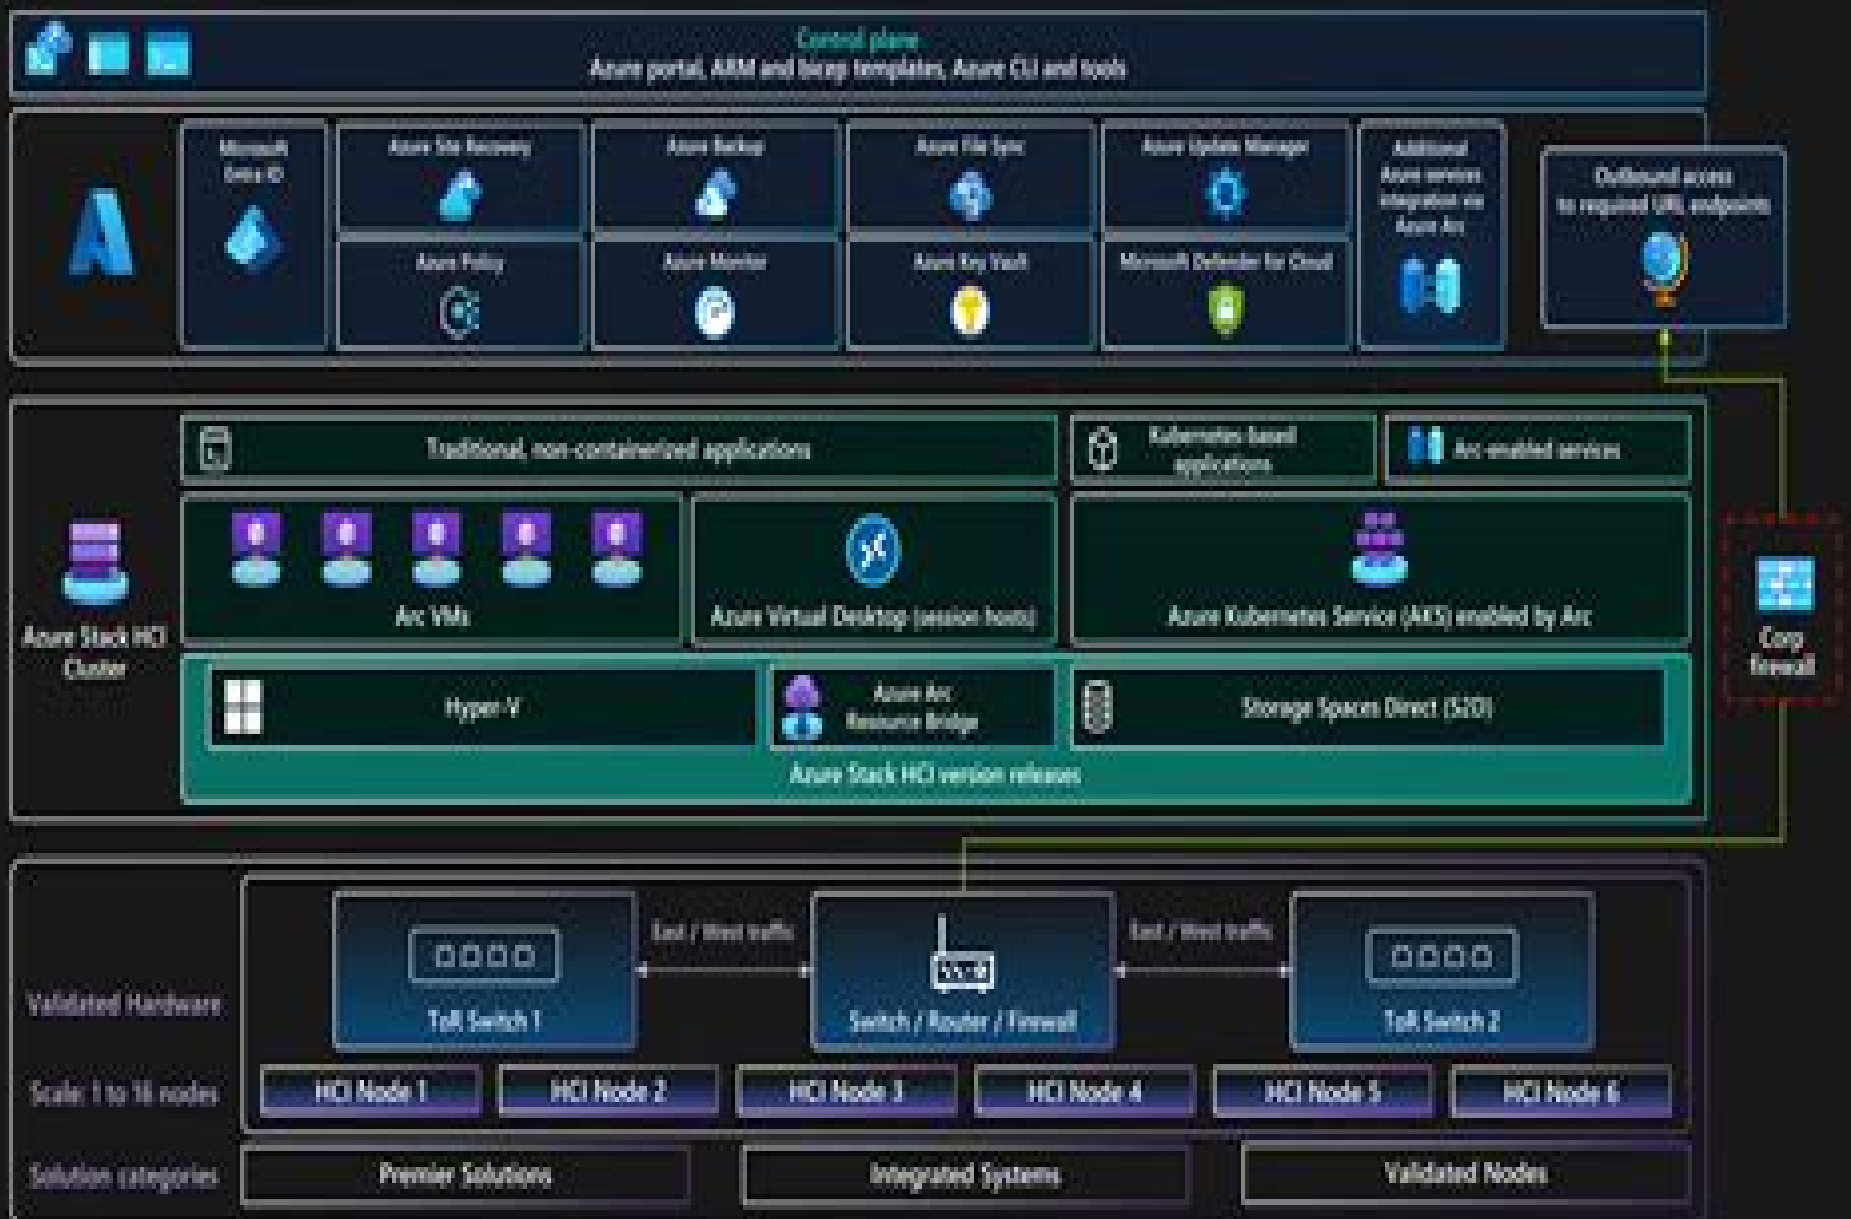 Control plane
Azure portal, ARM and bicep templates, Azure CLI and tools
Microsoft
Entra ID
Azure Site Recovery
Azure Backup
Azure File Sync
Azure Update Manager
Additional
Azure services
integration via
Azure Arc
Outbound access
to required URL endpoints
Azure Policy
Azure Monitor
Azure Key Vault
Microsoft Defender for Cloud
Traditional, non-containerized applications
Kubernetes-based
applications
Arc-enabled services
Azure Stack HCI
Cluster
Arc VMs
Azure Virtual Desktop (session hosts)
Azure Kubernetes Service (AKS) enabled by Arc
Corp
firewall
Hyper-V
Azure Arc
Resource Bridge
Storage Spaces Direct (S2D)
Azure Stack HCI version releases
Validated Hardware
ToR Switch 1
East / West traffic
Switch / Router / Firewall
East / West traffic
ToR Switch 2
Scale: 1 to 16 nodes
HCI Node 1
HCI Node 2
HCI Node 3
HCI Node 4
HCI Node 5
HCI Node 6
Solution categories
Premier Solutions
Integrated Systems
Validated Nodes